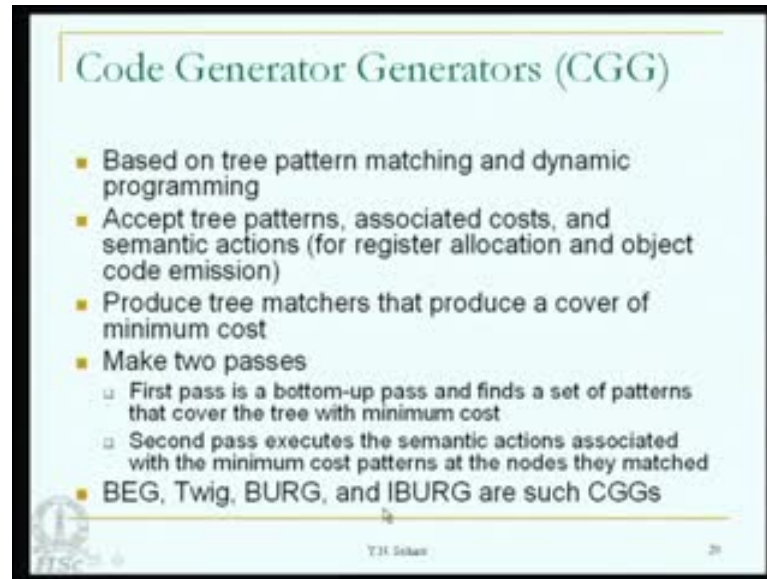 Code Generator Generators (CGG)
Based on tree pattern matching and dynamic
programming
Accept tree patterns, associated costs, and
semantic actions (for register allocation and object
code emission)
Produce tree matchers that produce a cover of
minimum cost
Make two passes
First pass is a bottom-up pass and finds a set of patterns
that cover the tree with minimum cost
Second pass executes the semantic actions associated
with the minimum cost patterns at the nodes they matched
BEG, Twig, BURG, and IBURG are such CGGs